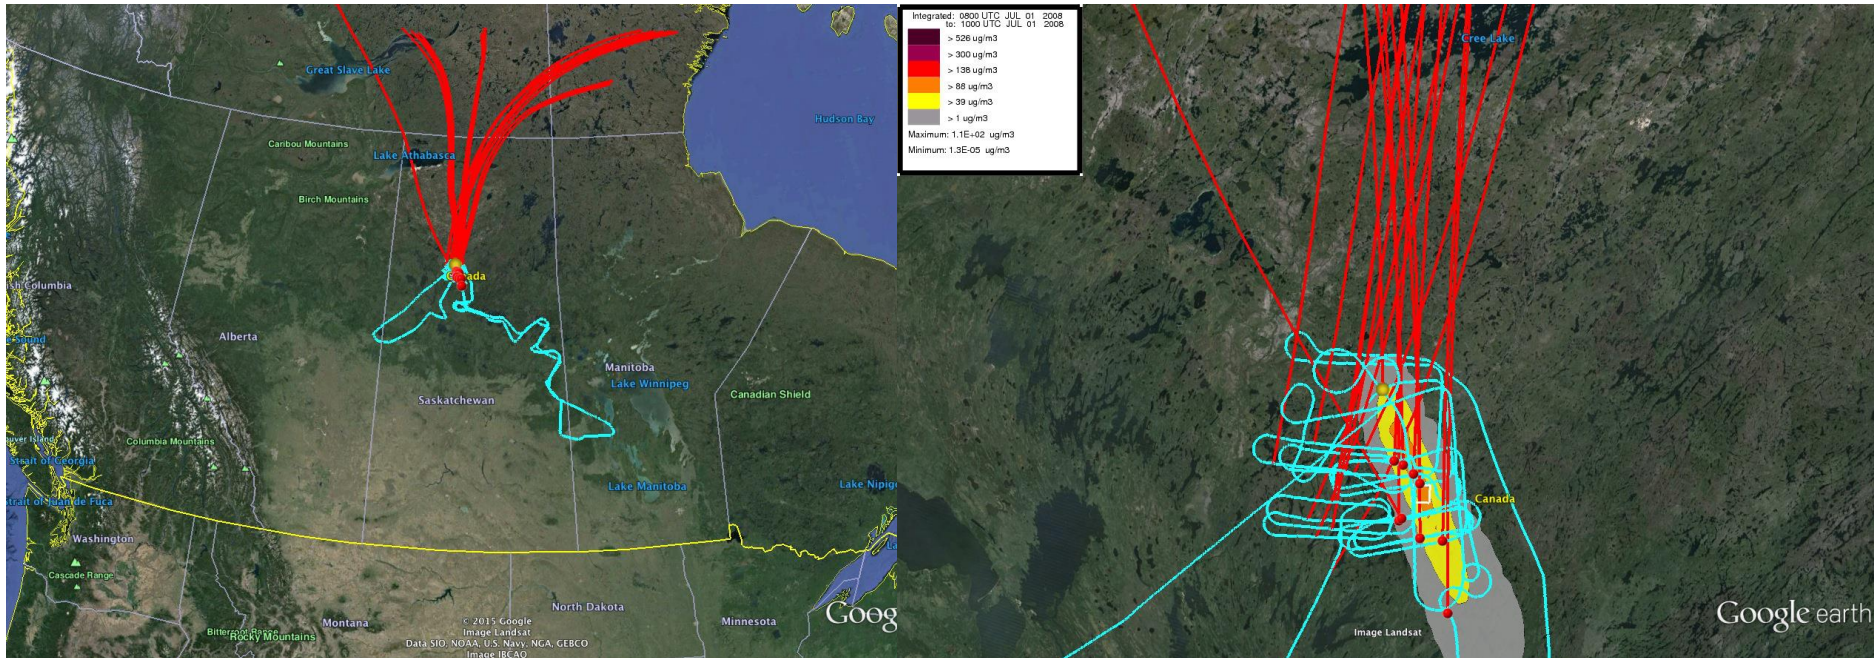 Great Slave Lake
Caribou Mountains
Lake Athabasca
Birch Mountains
Hudson Bay
Canada
ish Columbia
Alberta
Sound
Manitoba
Lake Winnipeg
Saskatchewan
Canadian Shield
Columbia Mountains
ouver Island
Strait of Georgia
trait of Juan de Fuca
Lake Manitoba
Lake Nipig
Washington
La
Cascade Range
North Dakota
Montana
Minnesota
Rocky Mountains
© 2015 Google
Image Landsat
Data SIO, NOAA, U.S. Navy, NGA, GEBCO
Image IBCAO
Goog
Integrated: 0800 UTC JUL 01 2008
to: 1000 UTC JUL 01 2008
> 526 ug/m3
> 300 ug/m3
> 138 ug/m3
> 88 ug/m3
> 39 ug/m3
> 1 ug/m3
Maximum: 1.1E+02 ug/m3
Minimum: 1.3E-05 ug/m3
Cree Lake
Canada
Image Landsat
Google earth